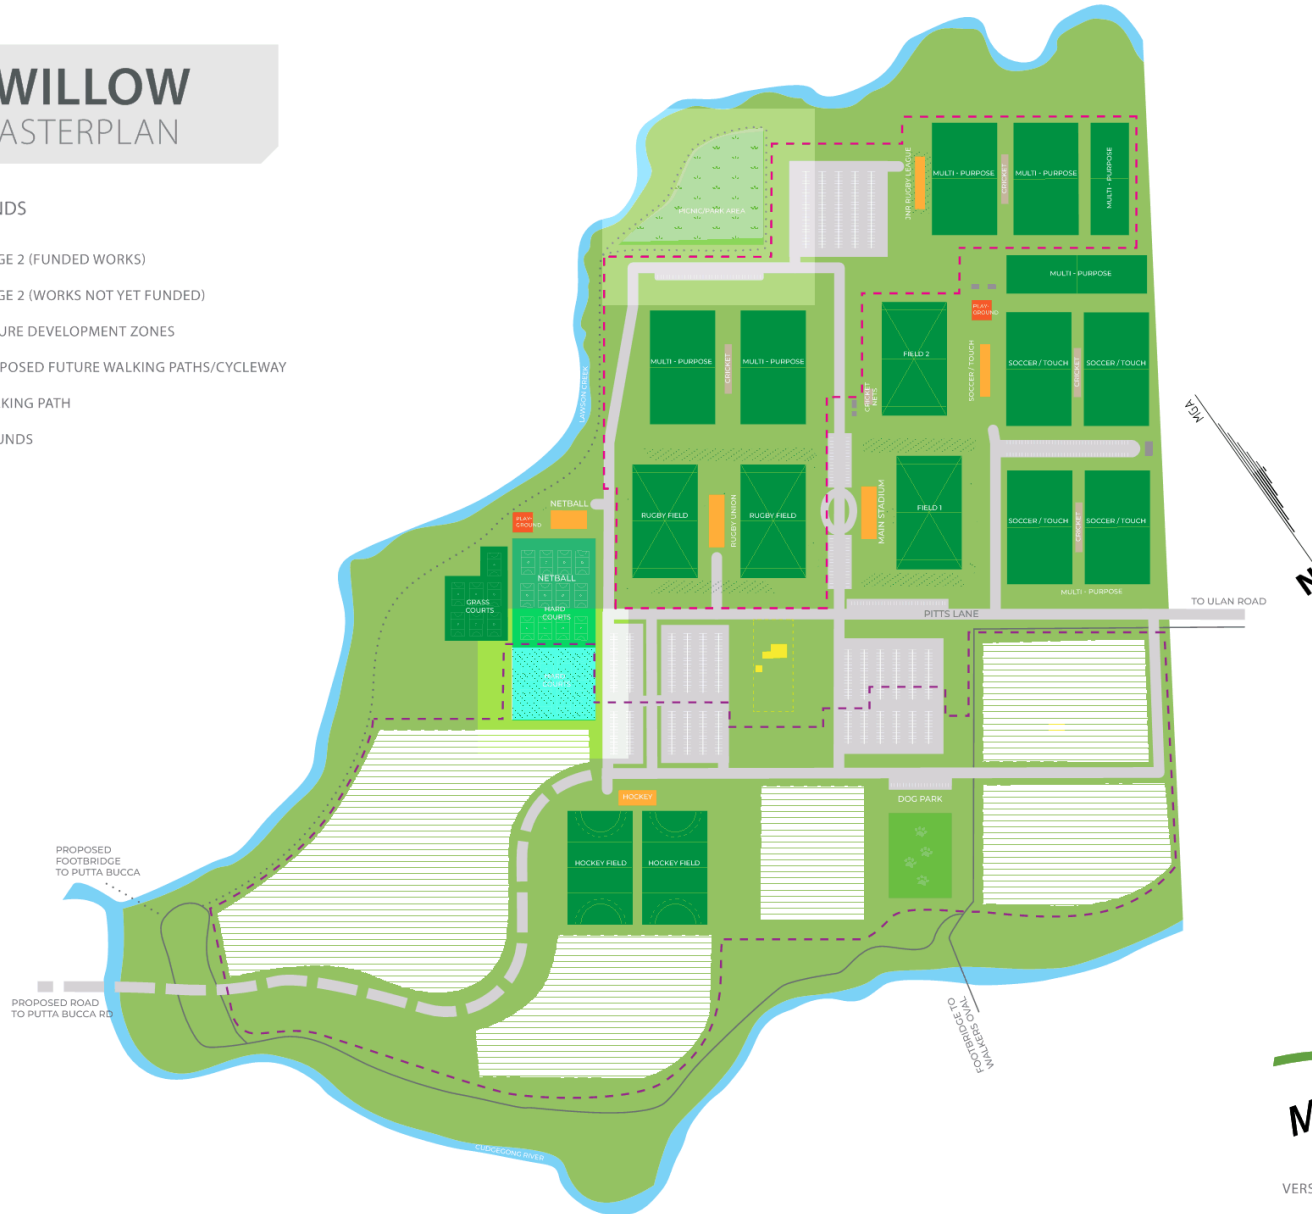 WILLOW
ASTERPLAN
NDS
GE 2 (FUNDED WORKS)
GE 2 (WORKS NOT YET FUNDED)
URE DEVELOPMENT ZONES
POSED FUTURE WALKING PATHS/CYCLEWAY
KING PATH
UNDS
PICNIC/PARK AREA
JNR RUGBY LEAGUE
MULTI - PURPOSE
CRICKET
MULTI - PURPOSE
MULTI - PURPOSE
MULTI - PURPOSE
PLAY-
GROUND
LAWSON CREEK
MULTI - PURPOSE
CRICKET
MULTI - PURPOSE
FIELD 2
CRICKET
NETS
SOCCER / TOUCH
SOCCER / TOUCH
CRICKET
SOCCER / TOUCH
MGA
N
NETBALL
PLAY-
GROUND
RUGBY FIELD
RUGBY UNION
RUGBY FIELD
MAIN STADIUM
FIELD 1
SOCCER / TOUCH
CRICKET
SOCCER / TOUCH
NETBALL
GRASS
COURTS
HARD
COURTS
MULTI - PURPOSE
PITTS LANE
TO ULAN ROAD
HARD
COURTS
HOCKEY
DOG PARK
HOCKEY FIELD
HOCKEY FIELD
PROPOSED
FOOTBRIDGE
TO PUTTA BUCCA
PROPOSED ROAD
TO PUTTA BUCCA RD
FOOTBRIDGE TO
WALKERS OVAL
CUDGEGONG RIVER
M
VERS